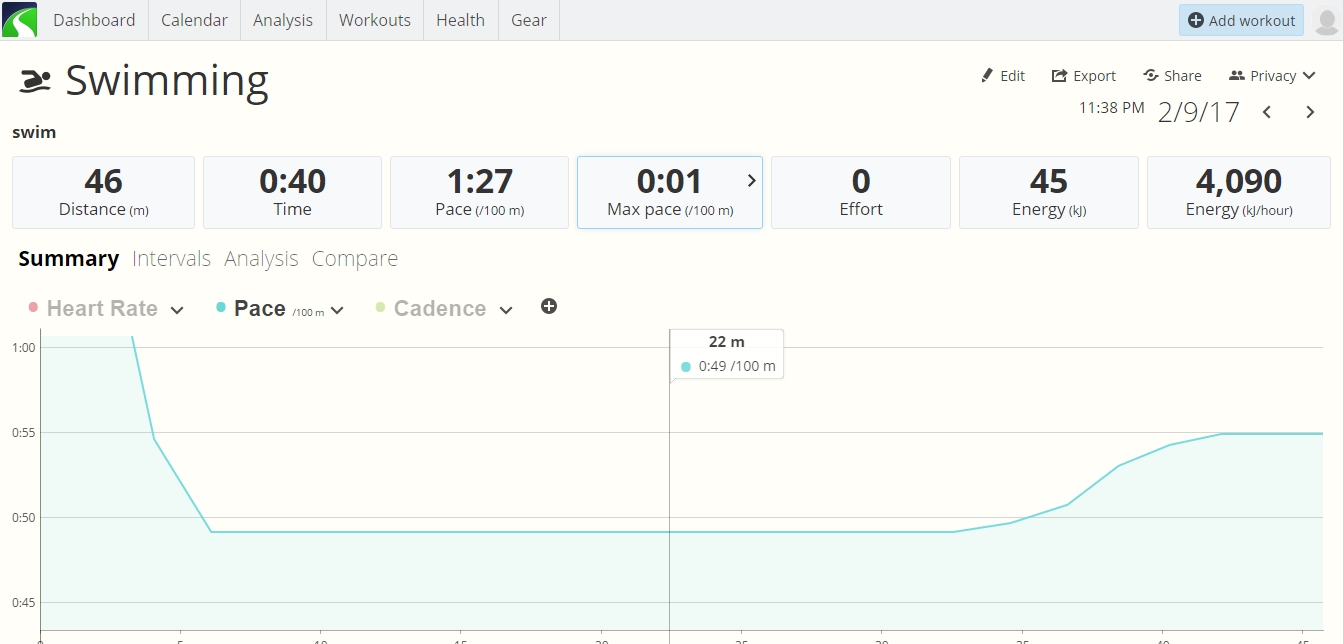 Dashboard Calendar Analysis Workouts Health Gear Add workout
Swimming
Edit Export Share Privacy
11:38 PM 2/9/17
swim
46 0:40 1:27 0:01 0 45 4,090
Distance (m) Time Pace (/100 m) Max pace (/100 m) Effort Energy (kJ) Energy (kJ/hour)
Summary Intervals Analysis Compare
Heart Rate Pace /100 m Cadence
22 m
0:49 /100 m
1:00
0:55
0:50
0:45